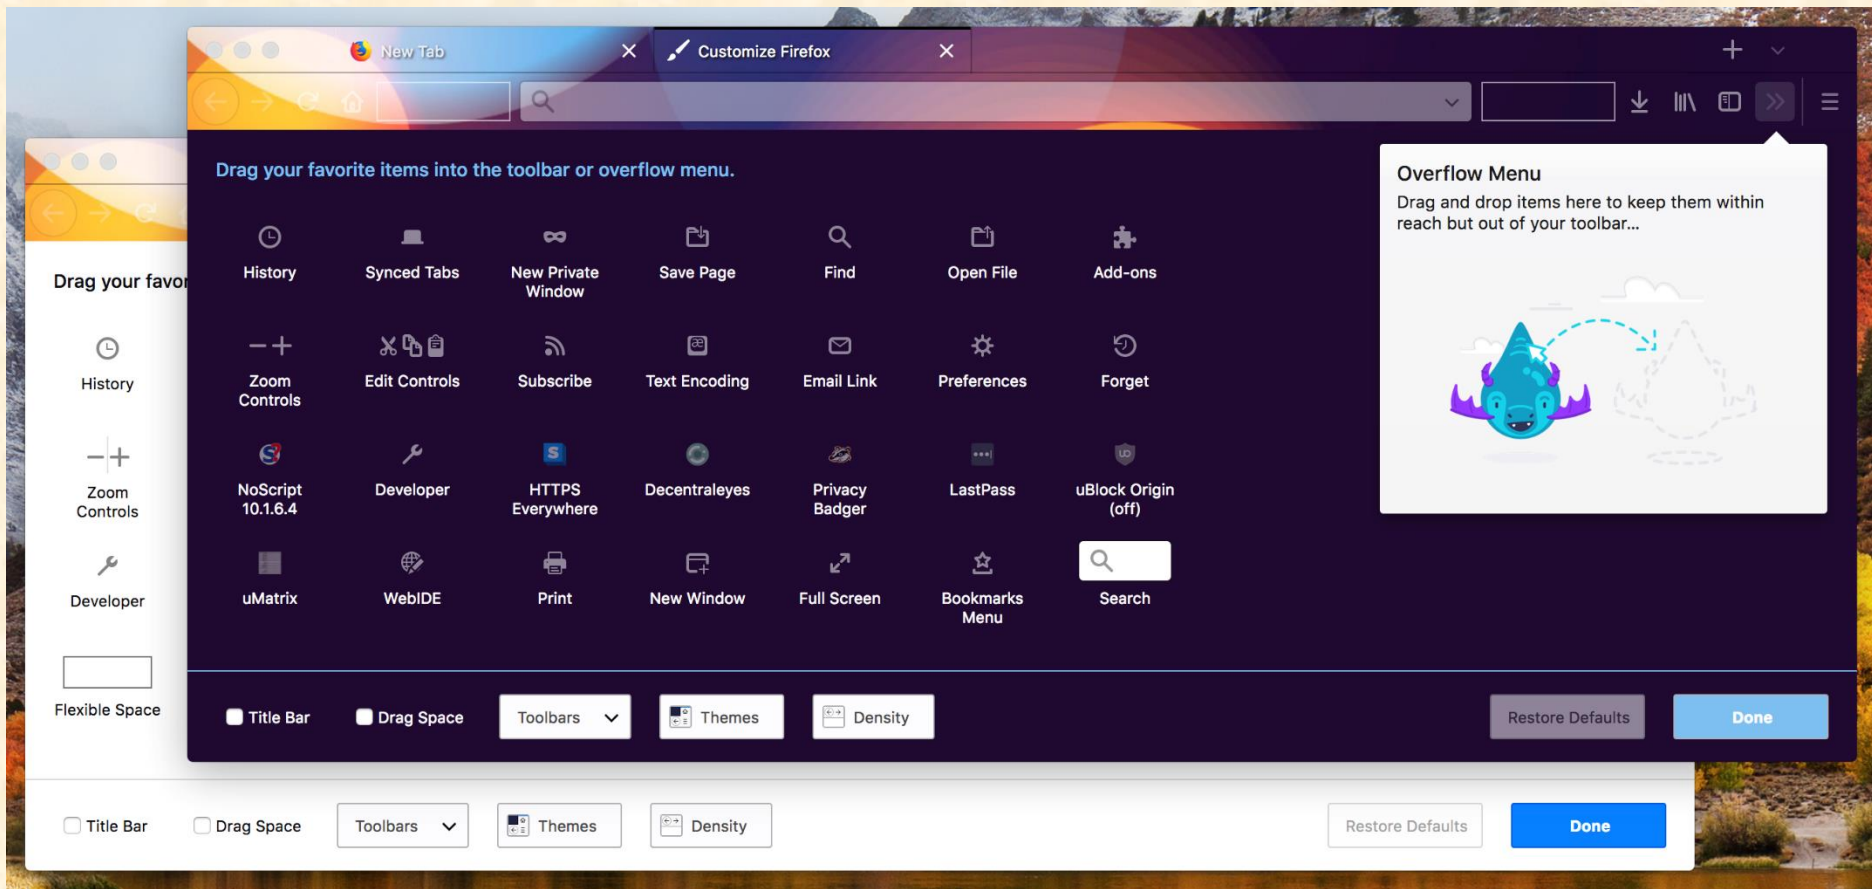 New Tab
Customize Firefox
Drag your favorite items into the toolbar or overflow menu.
Overflow Menu
Drag and drop items here to keep them within
reach but out of your toolbar...
History
Synced Tabs
New Private
Window
Save Page
Find
Open File
Add-ons
Zoom
Controls
Edit Controls
Subscribe
æ
Text Encoding
Email Link
Preferences
Forget
NoScript
10.1.6.4
Developer
S
HTTPS
Everywhere
Decentraleyes
Privacy
Badger
LastPass
uBlock Origin
(off)
uMatrix
WebIDE
Print
New Window
Full Screen
Bookmarks
Menu
Search
Title Bar
Drag Space
Toolbars
Themes
Density
Restore Defaults
Done
Drag your favor
History
Zoom
Controls
Developer
Flexible Space
Title Bar
Drag Space
Toolbars
Themes
Density
Restore Defaults
Done